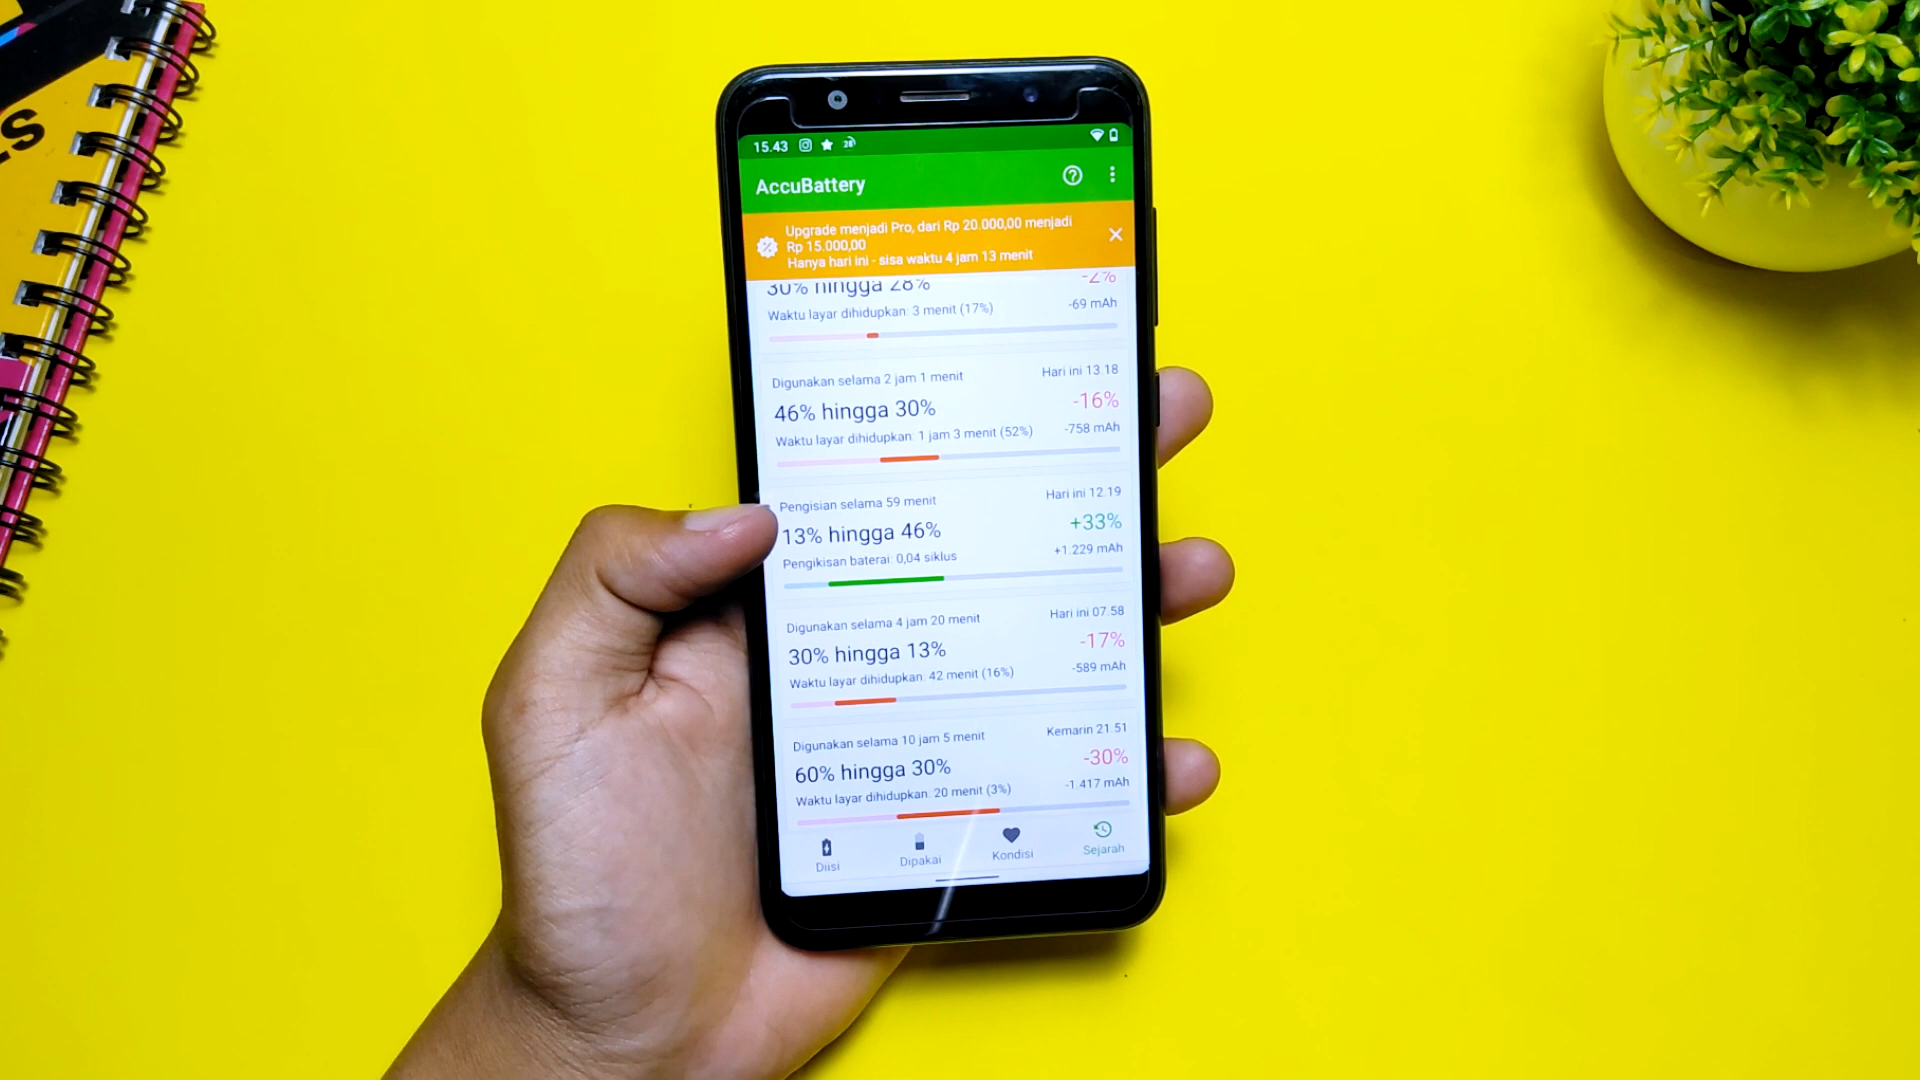 S
15.43
28
AccuBattery
Upgrade menjadi Pro, dari Rp 20.000,00 menjadi
Rp 15.000,00
Hanya hari ini - sisa waktu 4 jam 13 menit
30% hingga 28% -2%
Waktu layar dihidupkan: 3 menit (17%) -69 mAh
Digunakan selama 2 jam 1 menit Hari ini 13.18
46% hingga 30% -16%
Waktu layar dihidupkan: 1 jam 3 menit (52%) -758 mAh
Pengisian selama 59 menit Hari ini 12.19
13% hingga 46% +33%
Pengikisan baterai: 0,04 siklus +1.229 mAh
Digunakan selama 4 jam 20 menit Hari ini 07.58
30% hingga 13% -17%
Waktu layar dihidupkan: 42 menit (16%) -589 mAh
Digunakan selama 10 jam 5 menit Kemarin 21.51
60% hingga 30% -30%
Waktu layar dihidupkan: 20 menit (3%) -1.417 mAh
Diisi Dipakai Kondisi Sejarah